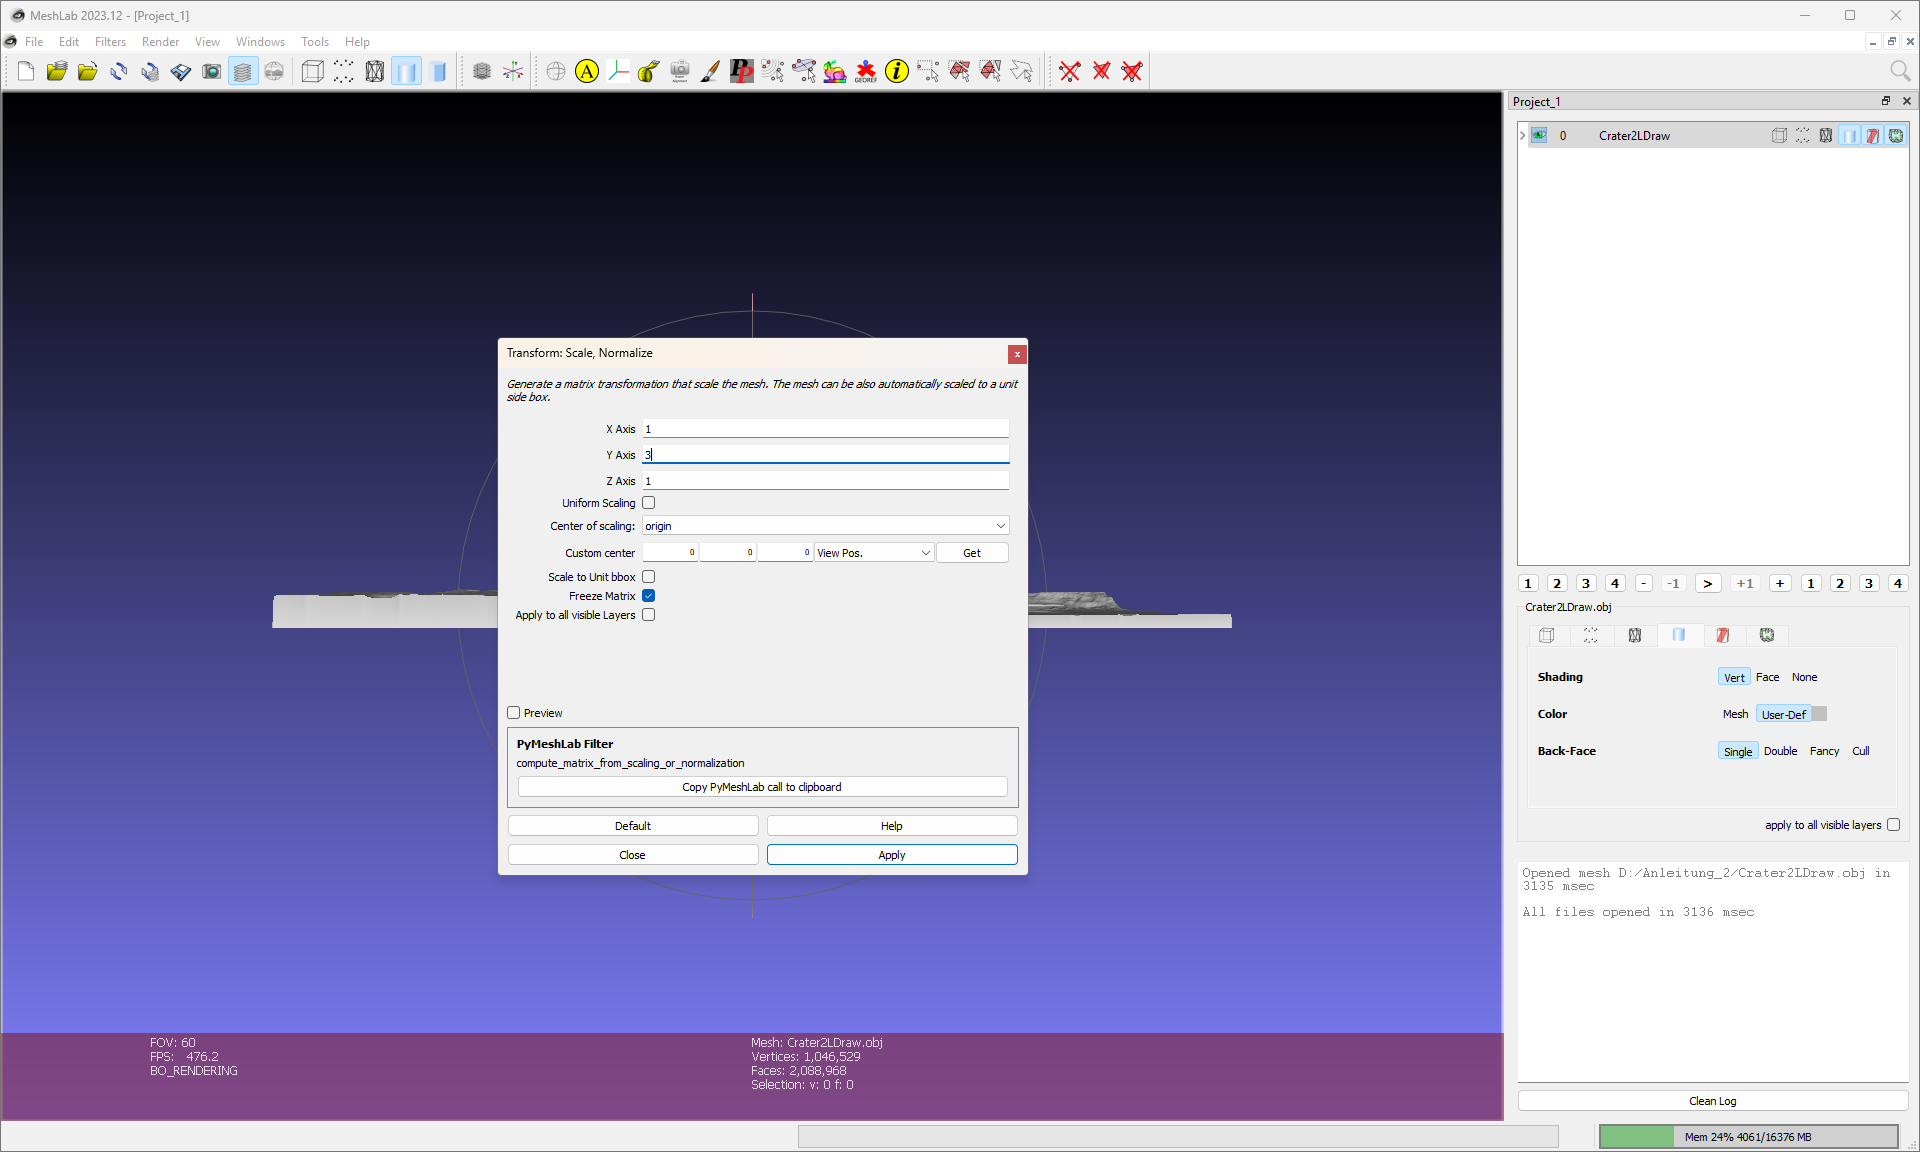 MeshLab 2023.12 - [Project_1]
File Edit Filters Render View Windows Tools Help
A
PP
GEOREF
i
Project_1
0 Crater2LDraw
Transform: Scale, Normalize
x
Generate a matrix transformation that scale the mesh. The mesh can be also automatically scaled to a unit
side box.
X Axis 1
Y Axis 3
Z Axis 1
Uniform Scaling
Center of scaling: origin
Custom center 0 0 0 View Pos. Get
Scale to Unit bbox
Freeze Matrix
Apply to all visible Layers
Preview
PyMeshLab Filter
compute_matrix_from_scaling_or_normalization
Copy PyMeshLab call to clipboard
Default Help
Close Apply
1 2 3 4 - -1 > +1 + 1 2 3 4
Crater2LDraw.obj
Shading Vert Face None
Color Mesh User-Def
Back-Face Single Double Fancy Cull
apply to all visible layers
Opened mesh D:/Anleitung_2/Crater2LDraw.obj in
3135 msec
All files opened in 3136 msec
Clean Log
FOV: 60
FPS: 476.2
BO_RENDERING
Mesh: Crater2LDraw.obj
Vertices: 1,046,529
Faces: 2,088,968
Selection: v: 0 f: 0
Mem 24% 4061/16376 MB